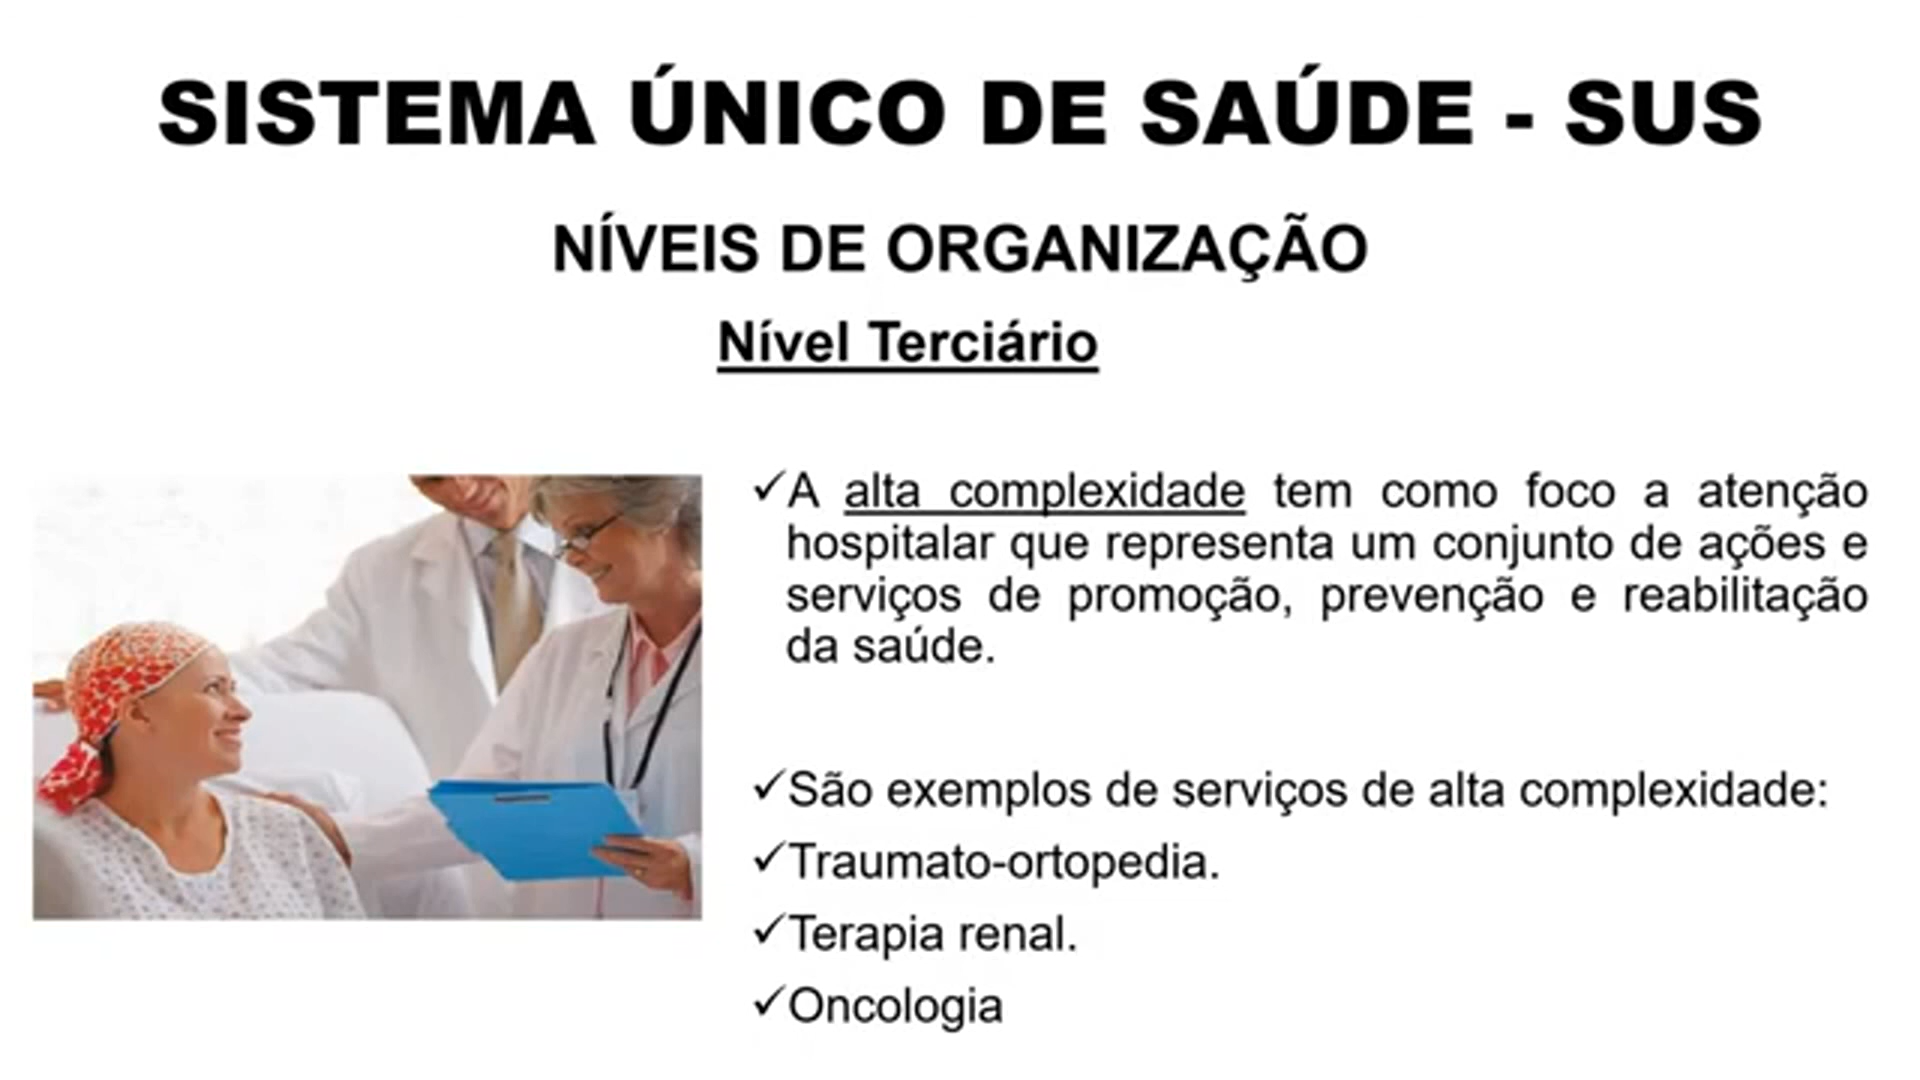 SISTEMA ÚNICO DE SAÚDE - SUS
NÍVEIS DE ORGANIZAÇÃO
Nível Terciário
✓A alta complexidade tem como foco a atenção
hospitalar que representa um conjunto de ações e
serviços de promoção, prevenção e reabilitação
da saúde.
✓São exemplos de serviços de alta complexidade:
✓Traumato-ortopedia.
✓Terapia renal.
✓Oncologia